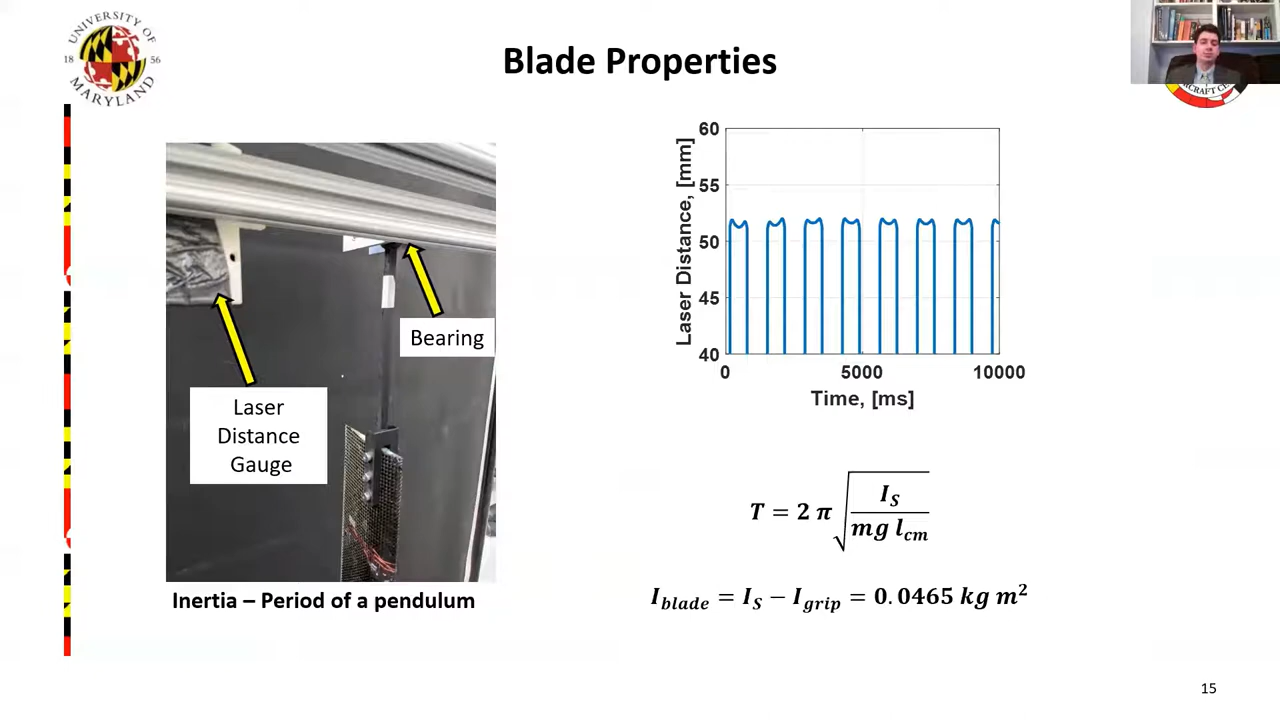 UNIVERSITY OF
18 56
MARYLAND
Blade Properties
RCRAFT CE
Bearing
Laser
Distance
Gauge
Inertia – Period of a pendulum
Laser Distance, [mm]
60
55
50
45
40
0 5000 10000
Time, [ms]
T = 2 π √(I_S / (m g l_cm))
I_blade = I_S − I_grip = 0.0465 kg m²
15